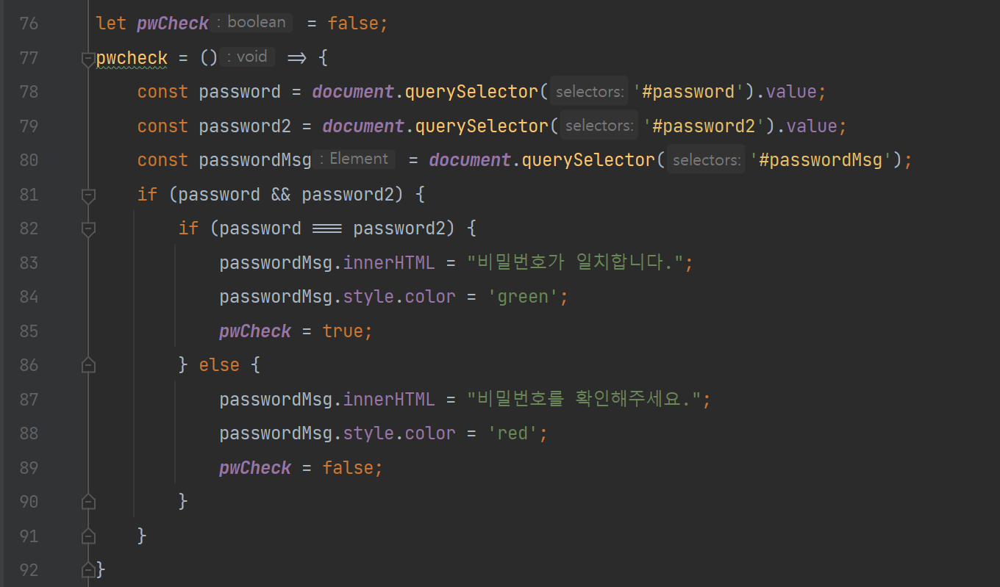 76 let pwCheck : boolean = false;
77 pwcheck = () : void => {
78 const password = document.querySelector( selectors: '#password').value;
79 const password2 = document.querySelector( selectors: '#password2').value;
80 const passwordMsg : Element = document.querySelector( selectors: '#passwordMsg');
81 if (password && password2) {
82 if (password === password2) {
83 passwordMsg.innerHTML = "비밀번호가 일치합니다.";
84 passwordMsg.style.color = 'green';
85 pwCheck = true;
86 } else {
87 passwordMsg.innerHTML = "비밀번호를 확인해주세요.";
88 passwordMsg.style.color = 'red';
89 pwCheck = false;
90 }
91 }
92 }